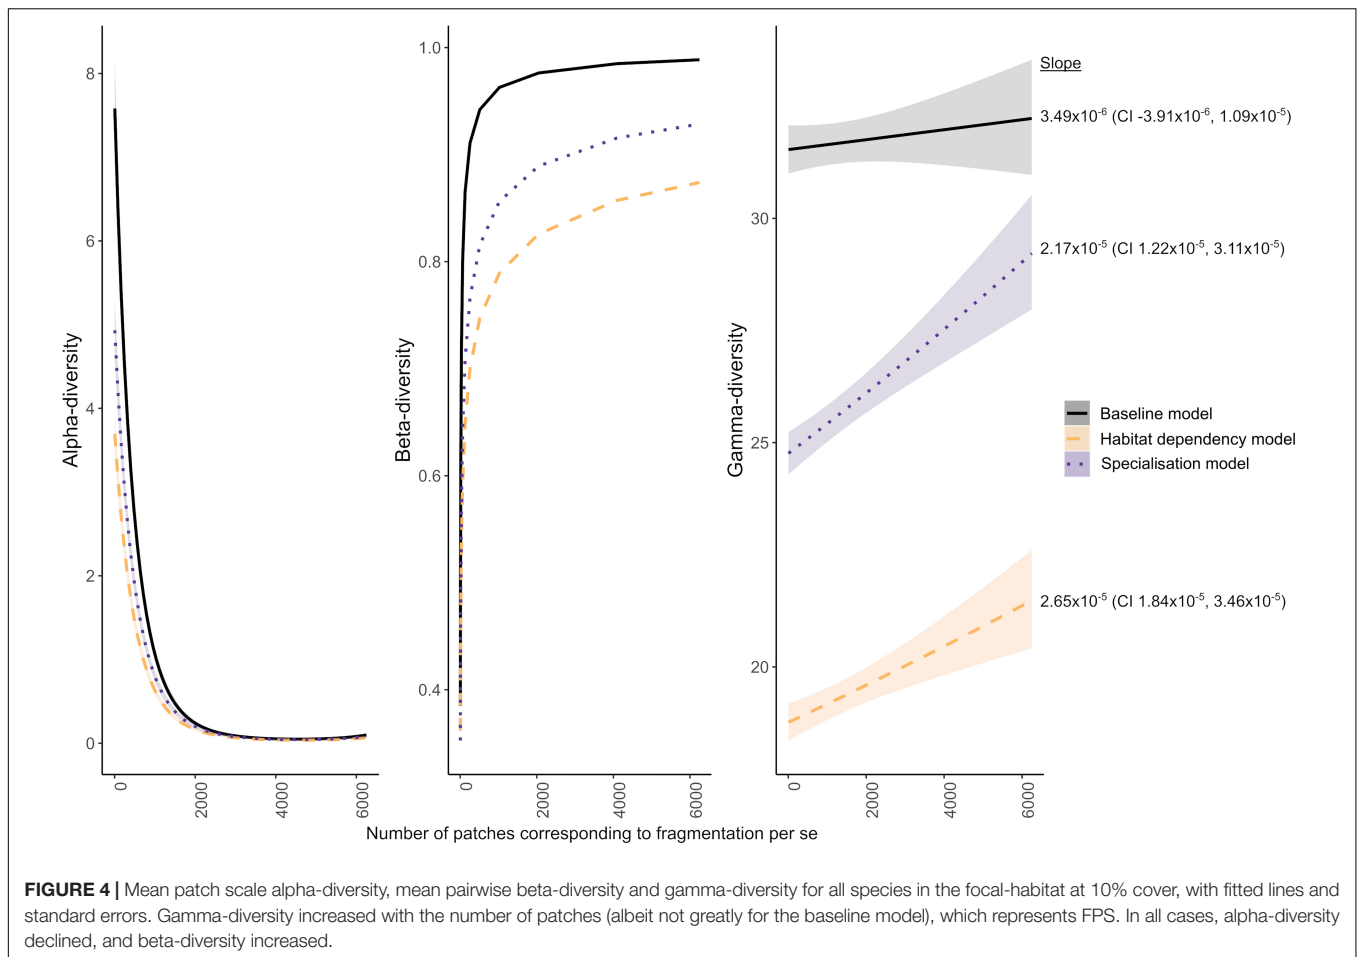 Alpha-diversity
8
6
4
2
0
0
2000
4000
6000
Beta-diversity
1.0
0.8
0.6
0.4
0
2000
4000
6000
Gamma-diversity
30
25
20
0
2000
4000
6000
Number of patches corresponding to fragmentation per se
Slope
3.49x10⁻⁶ (CI -3.91x10⁻⁶, 1.09x10⁻⁵)
2.17x10⁻⁵ (CI 1.22x10⁻⁵, 3.11x10⁻⁵)
Baseline model
Habitat dependency model
Specialisation model
2.65x10⁻⁵ (CI 1.84x10⁻⁵, 3.46x10⁻⁵)
FIGURE 4 | Mean patch scale alpha-diversity, mean pairwise beta-diversity and gamma-diversity for all species in the focal-habitat at 10% cover, with fitted lines and
standard errors. Gamma-diversity increased with the number of patches (albeit not greatly for the baseline model), which represents FPS. In all cases, alpha-diversity
declined, and beta-diversity increased.